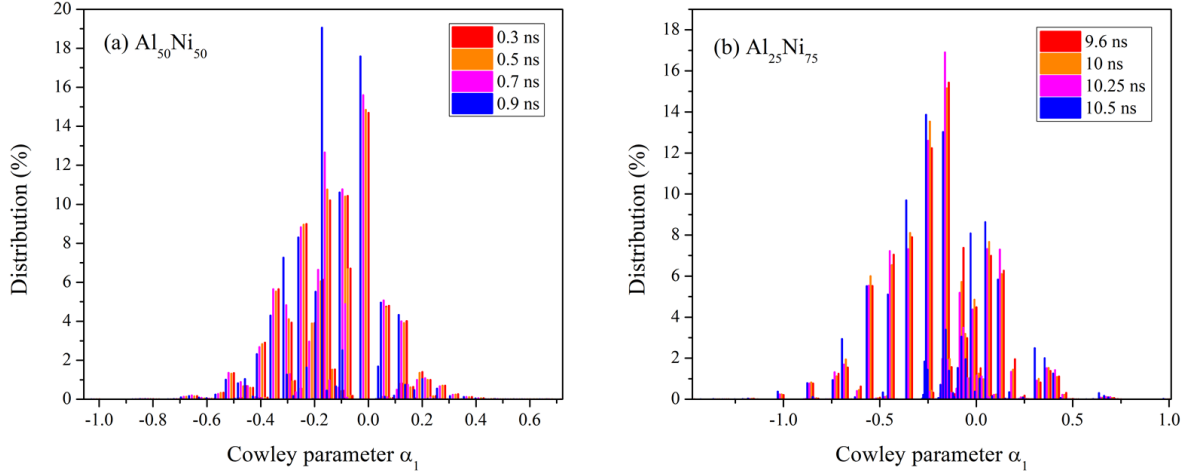 (a) Al50Ni50
0.3 ns
0.5 ns
0.7 ns
0.9 ns
Distribution (%)
20
18
16
14
12
10
8
6
4
2
0
-1.0 -0.8 -0.6 -0.4 -0.2 0.0 0.2 0.4 0.6
Cowley parameter α1
(b) Al25Ni75
9.6 ns
10 ns
10.25 ns
10.5 ns
Distribution (%)
18
16
14
12
10
8
6
4
2
0
-1.0 -0.5 0.0 0.5 1.0
Cowley parameter α1